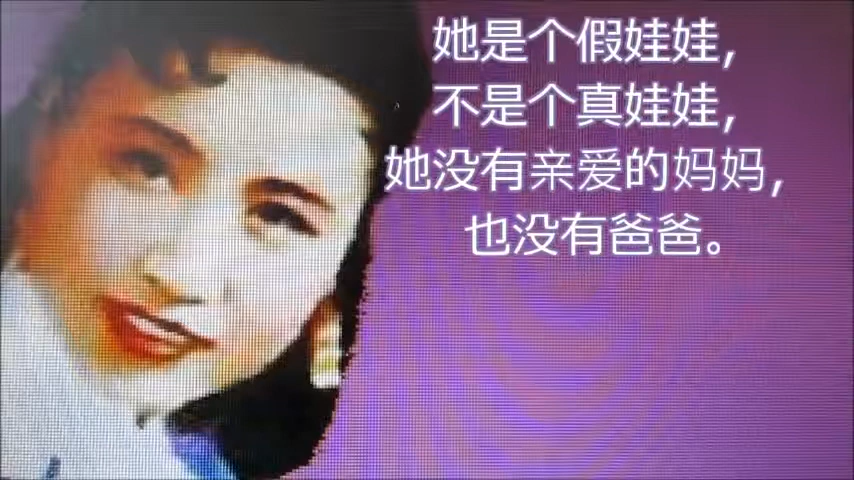 她是个假娃娃，
不是个真娃娃，
她没有亲爱的妈妈，
也没有爸爸。